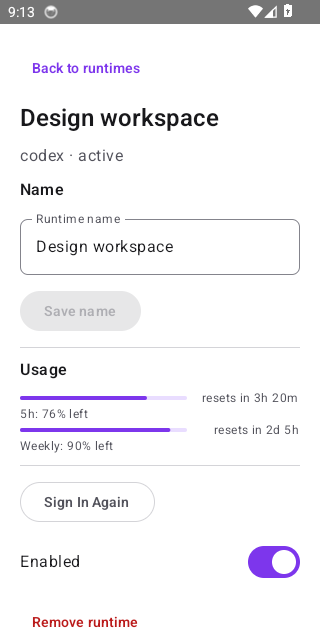 9:13
Back to runtimes
Design workspace
codex · active
Name
Runtime name
Design workspace
Save name
Usage
resets in 3h 20m
5h: 76% left
resets in 2d 5h
Weekly: 90% left
Sign In Again
Enabled
Remove runtime